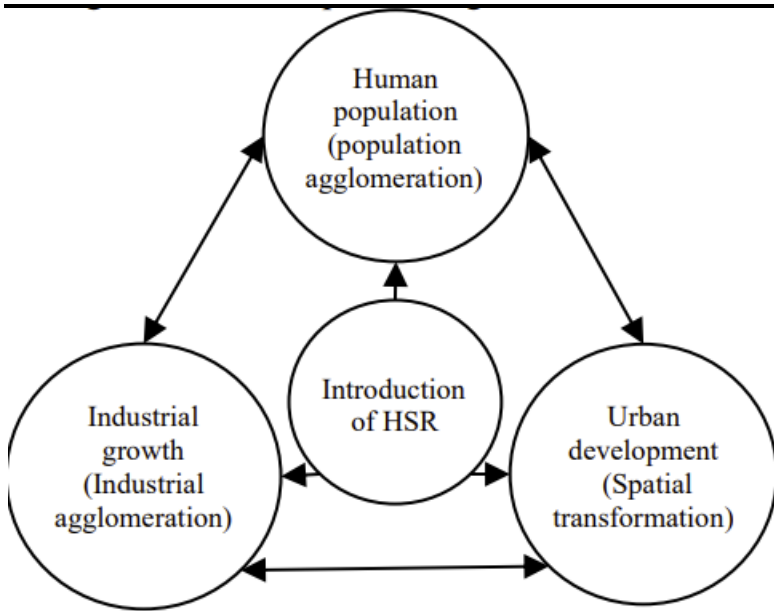 Human
population
(population
agglomeration)
Introduction
of HSR
Industrial
growth
(Industrial
agglomeration)
Urban
development
(Spatial
transformation)